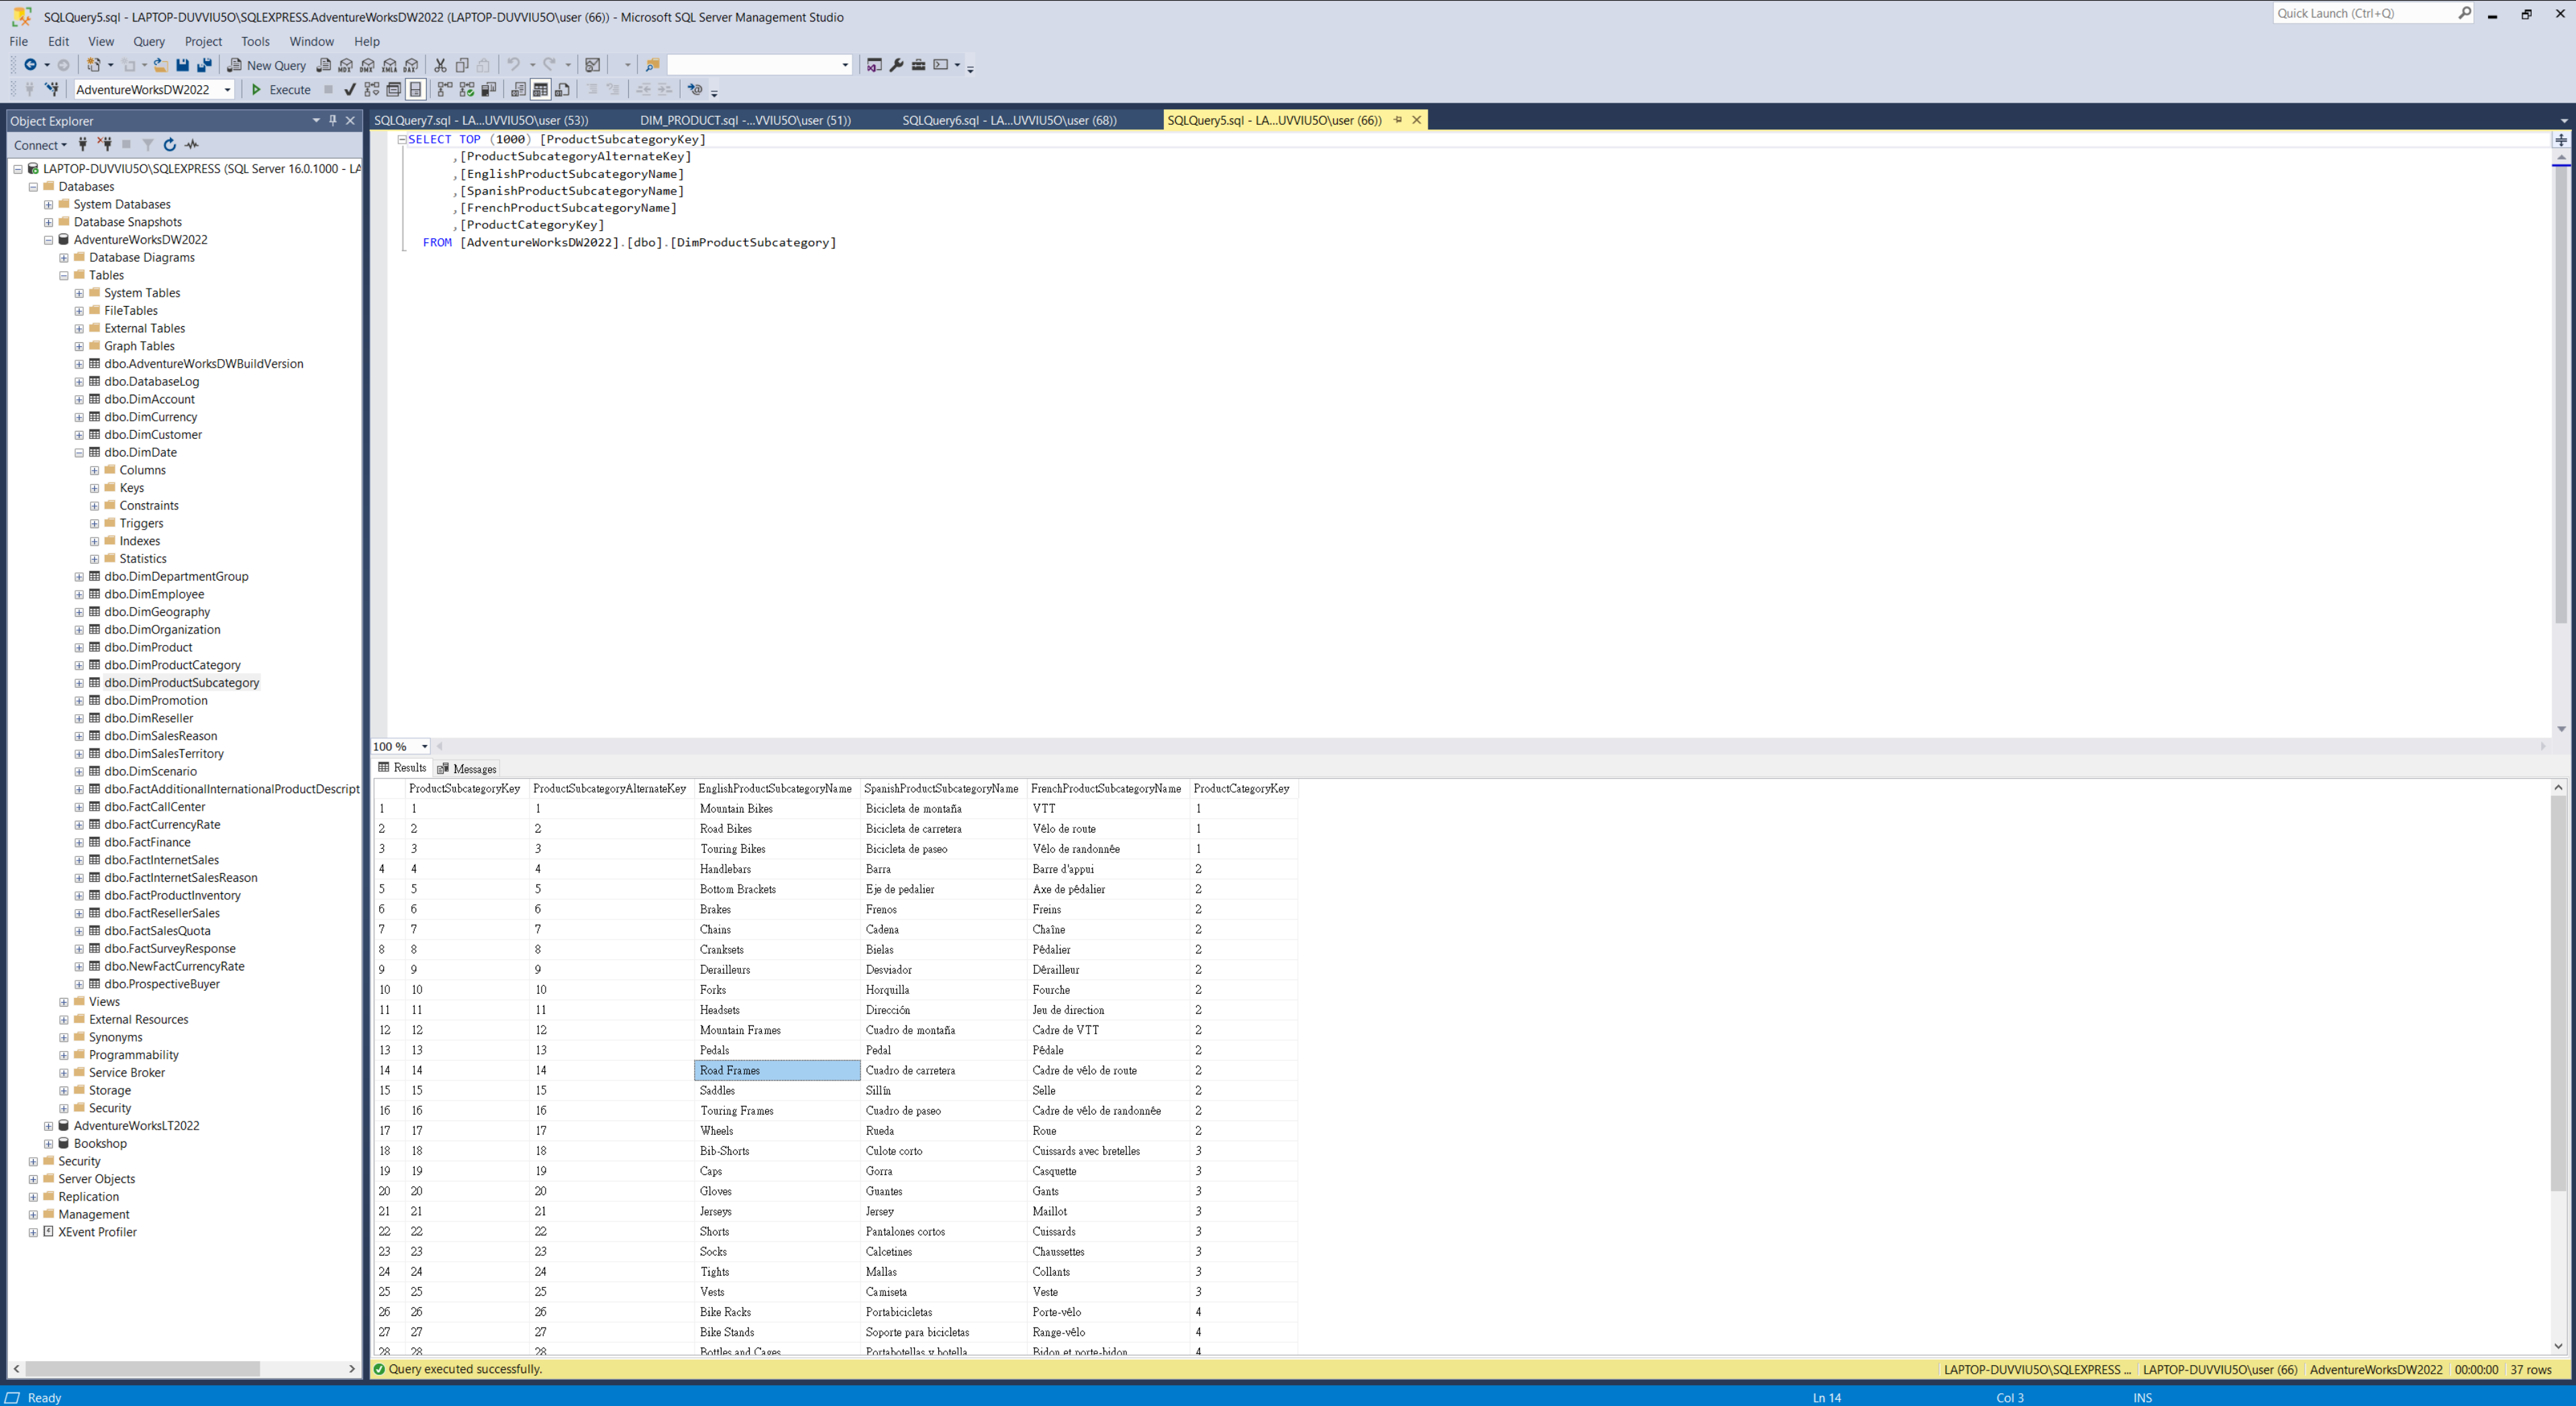 SQLQuery5.sql - LAPTOP-DUVVIU5O\SQLEXPRESS.AdventureWorksDW2022 (LAPTOP-DUVVIU5O\user (66)) - Microsoft SQL Server Management Studio
Quick Launch (Ctrl+Q)
File Edit View Query Project Tools Window Help
New Query MDX DMX XMLA DAX
AdventureWorksDW2022 Execute
Object Explorer
Connect
LAPTOP-DUVVIU5O\SQLEXPRESS (SQL Server 16.0.1000 - LA
Databases
System Databases
Database Snapshots
AdventureWorksDW2022
Database Diagrams
Tables
System Tables
FileTables
External Tables
Graph Tables
dbo.AdventureWorksDWBuildVersion
dbo.DatabaseLog
dbo.DimAccount
dbo.DimCurrency
dbo.DimCustomer
dbo.DimDate
Columns
Keys
Constraints
Triggers
Indexes
Statistics
dbo.DimDepartmentGroup
dbo.DimEmployee
dbo.DimGeography
dbo.DimOrganization
dbo.DimProduct
dbo.DimProductCategory
dbo.DimProductSubcategory
dbo.DimPromotion
dbo.DimReseller
dbo.DimSalesReason
dbo.DimSalesTerritory
dbo.DimScenario
dbo.FactAdditionalInternationalProductDescript
dbo.FactCallCenter
dbo.FactCurrencyRate
dbo.FactFinance
dbo.FactInternetSales
dbo.FactInternetSalesReason
dbo.FactProductInventory
dbo.FactResellerSales
dbo.FactSalesQuota
dbo.FactSurveyResponse
dbo.NewFactCurrencyRate
dbo.ProspectiveBuyer
Views
External Resources
Synonyms
Programmability
Service Broker
Storage
Security
AdventureWorksLT2022
Bookshop
Security
Server Objects
Replication
Management
XEvent Profiler
SQLQuery7.sql - LA...UVVIU5O\user (53)) DIM_PRODUCT.sql -...VVIU5O\user (51)) SQLQuery6.sql - LA...UVVIU5O\user (68)) SQLQuery5.sql - LA...UVVIU5O\user (66))
SELECT TOP (1000) [ProductSubcategoryKey]
,[ProductSubcategoryAlternateKey]
,[EnglishProductSubcategoryName]
,[SpanishProductSubcategoryName]
,[FrenchProductSubcategoryName]
,[ProductCategoryKey]
FROM [AdventureWorksDW2022].[dbo].[DimProductSubcategory]
100 %
Results Messages
ProductSubcategoryKey ProductSubcategoryAlternateKey EnglishProductSubcategoryName SpanishProductSubcategoryName FrenchProductSubcategoryName ProductCategoryKey
1 1 1 Mountain Bikes Bicicleta de montaña VTT 1
2 2 2 Road Bikes Bicicleta de carretera Vélo de route 1
3 3 3 Touring Bikes Bicicleta de paseo Vélo de randonnée 1
4 4 4 Handlebars Barra Barre d'appui 2
5 5 5 Bottom Brackets Eje de pedalier Axe de pédalier 2
6 6 6 Brakes Frenos Freins 2
7 7 7 Chains Cadena Chaîne 2
8 8 8 Cranksets Bielas Pédalier 2
9 9 9 Derailleurs Desviador Dérailleur 2
10 10 10 Forks Horquilla Fourche 2
11 11 11 Headsets Dirección Jeu de direction 2
12 12 12 Mountain Frames Cuadro de montaña Cadre de VTT 2
13 13 13 Pedals Pedal Pédale 2
14 14 14 Road Frames Cuadro de carretera Cadre de vélo de route 2
15 15 15 Saddles Sillín Selle 2
16 16 16 Touring Frames Cuadro de paseo Cadre de vélo de randonnée 2
17 17 17 Wheels Rueda Roue 2
18 18 18 Bib-Shorts Culote corto Cuissards avec bretelles 3
19 19 19 Caps Gorra Casquette 3
20 20 20 Gloves Guantes Gants 3
21 21 21 Jerseys Jersey Maillot 3
22 22 22 Shorts Pantalones cortos Cuissards 3
23 23 23 Socks Calcetines Chaussettes 3
24 24 24 Tights Mallas Collants 3
25 25 25 Vests Camiseta Veste 3
26 26 26 Bike Racks Portabicicletas Porte-vélo 4
27 27 27 Bike Stands Soporte para bicicletas Range-vélo 4
28 28 28 Bottles and Cages Portabotellas y botella Bidon et porte-bidon 4
Query executed successfully. LAPTOP-DUVVIU5O\SQLEXPRESS ... LAPTOP-DUVVIU5O\user (66) AdventureWorksDW2022 00:00:00 37 rows
Ready Ln 14 Col 3 INS